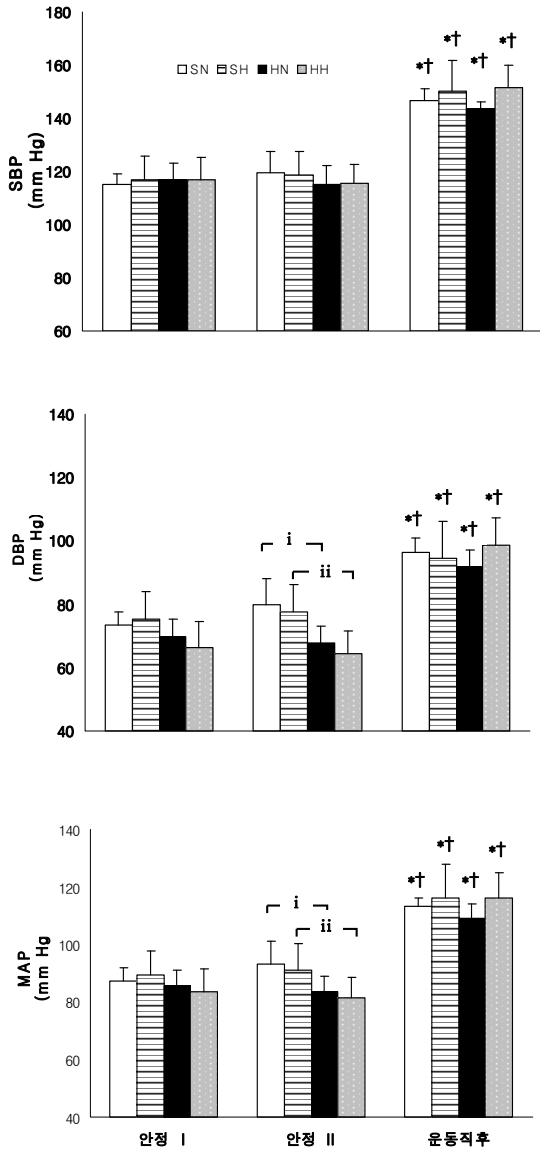 180
160
140
120
100
80
60
SBP
(mm Hg)
SN SH HN HH
*† *† *† *†
140
120
100
80
60
40
DBP
(mm Hg)
i
ii
*† *† *† *†
140
120
100
80
60
40
MAP
(mm Hg
i
ii
*† *† *† *†
안정 Ⅰ 안정 Ⅱ 운동직후